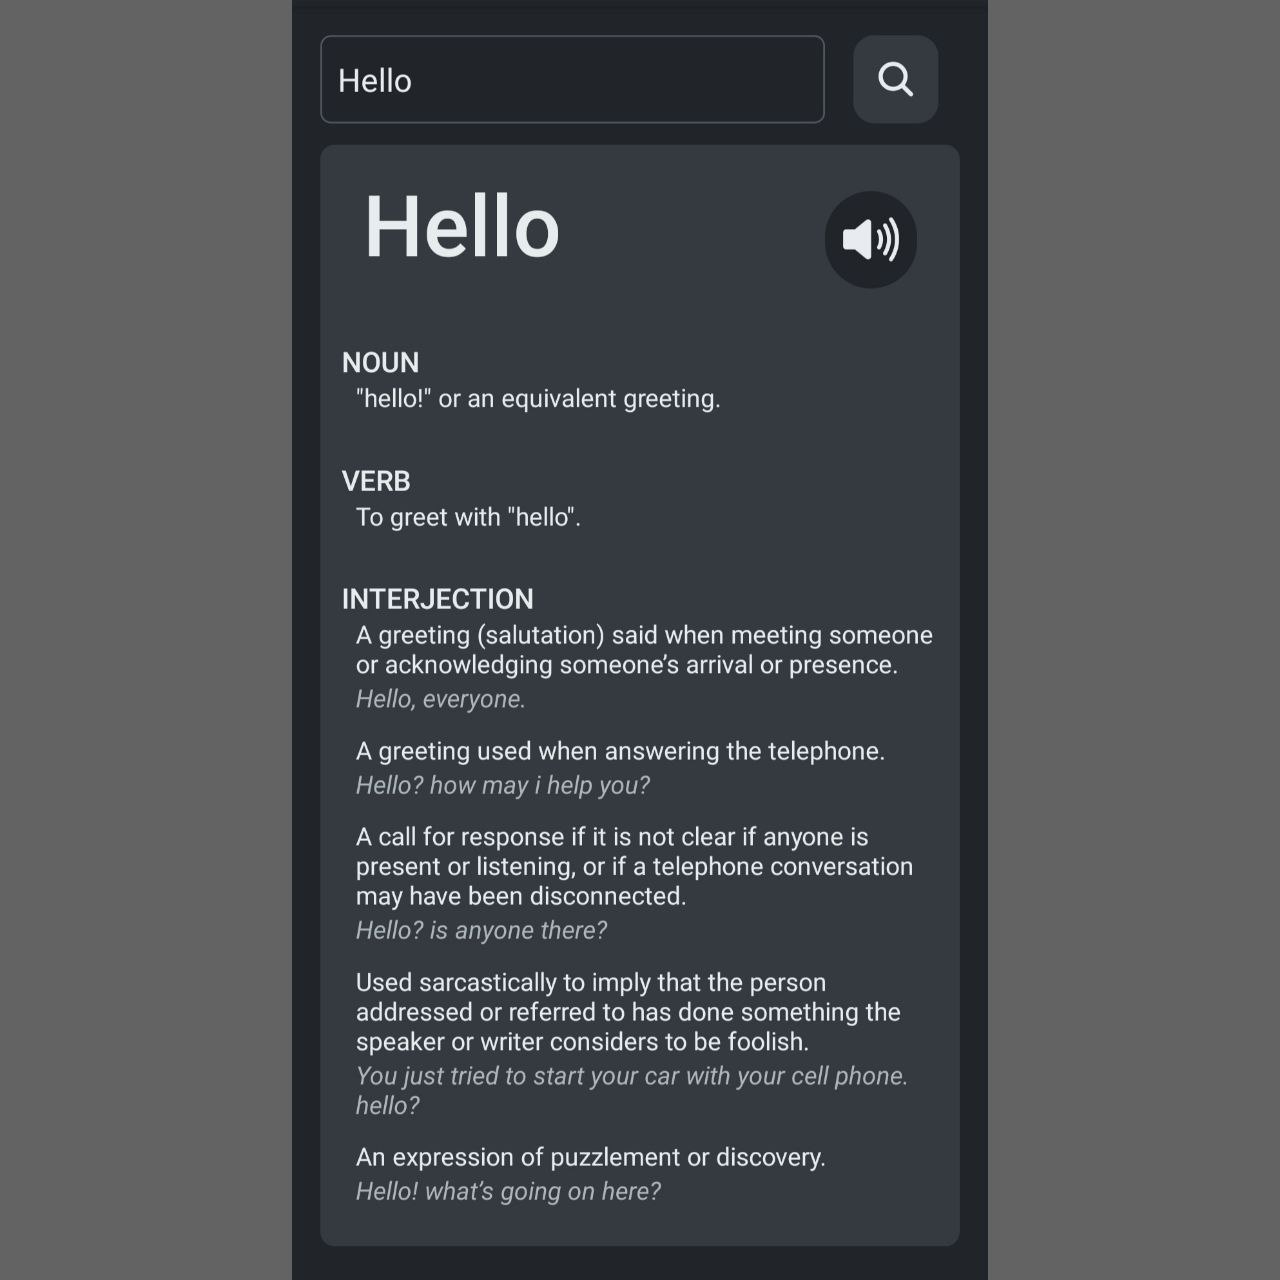 Hello
Hello
NOUN
"hello!" or an equivalent greeting.
VERB
To greet with "hello".
INTERJECTION
A greeting (salutation) said when meeting someone
or acknowledging someone’s arrival or presence.
Hello, everyone.
A greeting used when answering the telephone.
Hello? how may i help you?
A call for response if it is not clear if anyone is
present or listening, or if a telephone conversation
may have been disconnected.
Hello? is anyone there?
Used sarcastically to imply that the person
addressed or referred to has done something the
speaker or writer considers to be foolish.
You just tried to start your car with your cell phone.
hello?
An expression of puzzlement or discovery.
Hello! what’s going on here?